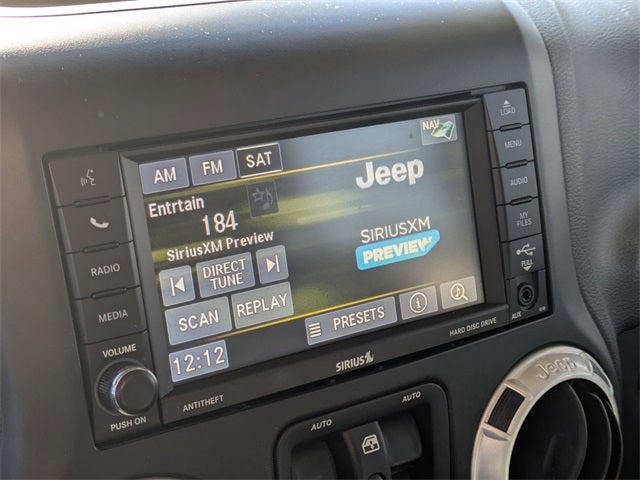 LOAD
MENU
AUDIO
MY
FILES
PULL
AUX
RADIO
MEDIA
VOLUME
PUSH ON
ANTITHEFT
AM FM SAT
NAV
Entrtain
184
SiriusXM Preview
Jeep
SIRIUSXM
PREVIEW
DIRECT
TUNE
SCAN REPLAY
PRESETS
12:12
SIRIUS
HARD DISC DRIVE
AUTO AUTO
Jeep